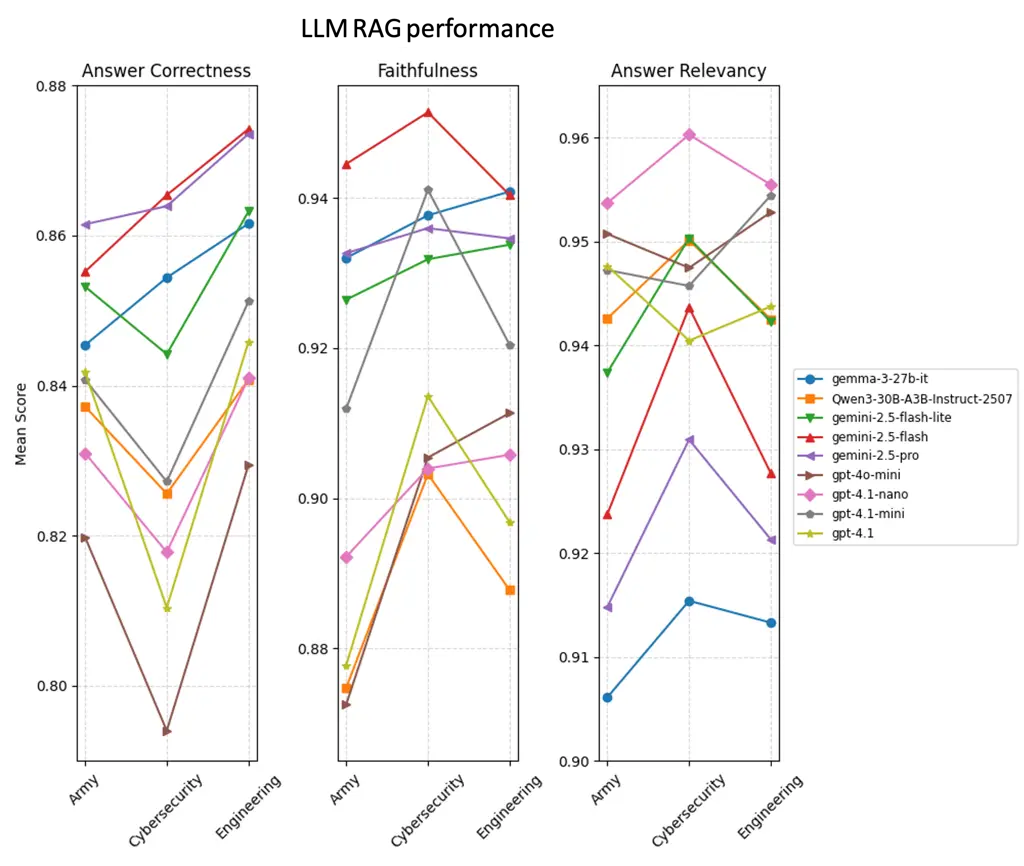 LLM RAG performance
Answer Correctness
Faithfulness
Answer Relevancy
Mean Score
0.88
0.86
0.84
0.82
0.80
0.94
0.92
0.90
0.88
0.96
0.95
0.94
0.93
0.92
0.91
0.90
Army
Cybersecurity
Engineering
Army
Cybersecurity
Engineering
Army
Cybersecurity
Engineering
gemma-3-27b-it
Qwen3-30B-A3B-Instruct-2507
gemini-2.5-flash-lite
gemini-2.5-flash
gemini-2.5-pro
gpt-4o-mini
gpt-4.1-nano
gpt-4.1-mini
gpt-4.1